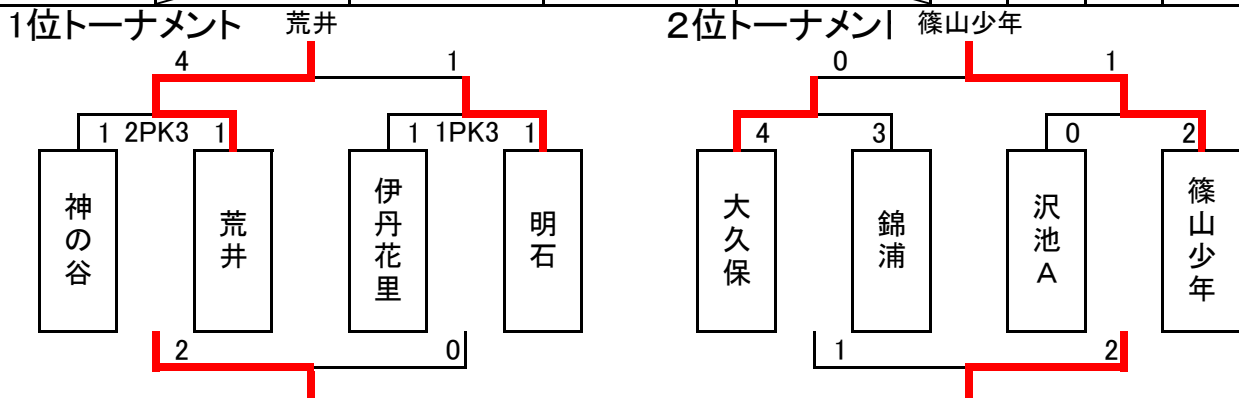 1位トーナメント 荒井
4 1
1 2PK3 1 1 1PK3 1
神の谷
荒井
伊丹花里
明石
2 0
2位トーナメン 篠山少年
0 1
4 3 0 2
大久保
錦浦
沢池A
篠山少年
1 2